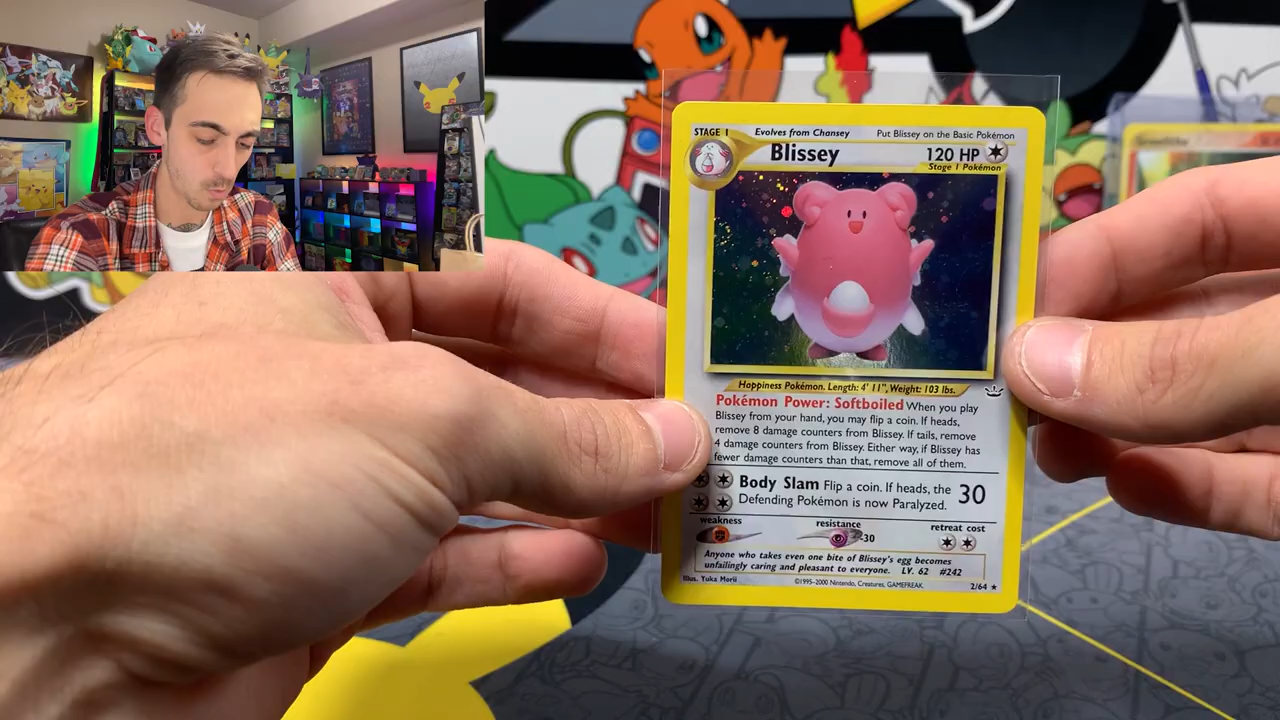 STAGE 1 Evolves from Chansey Put Blissey on the Basic Pokémon
Blissey 120 HP
Stage 1 Pokémon
Happiness Pokémon. Length: 4' 11", Weight: 103 lbs.
Pokémon Power: Softboiled When you play
Blissey from your hand, you may flip a coin. If heads,
remove 8 damage counters from Blissey. If tails, remove
4 damage counters from Blissey. Either way, if Blissey has
fewer damage counters than that, remove all of them.
Body Slam Flip a coin. If heads, the 30
Defending Pokémon is now Paralyzed.
weakness resistance retreat cost
-30
Anyone who takes even one bite of Blissey's egg becomes
unfailingly caring and pleasant to everyone. LV. 62 #242
Illus. Yuka Morii ©1995-2000 Nintendo, Creatures, GAMEFREAK. 2/64 ★